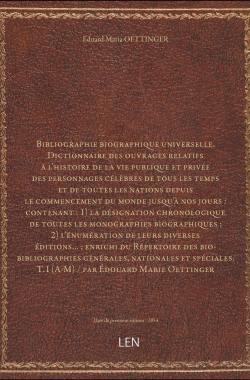 Eduard Maria OETTINGER
Bibliographie biographique universelle.
Dictionnaire des ouvrages relatifs
à l'histoire de la vie publique et privée
des personnages célèbres de tous les temps
et de toutes les nations depuis
le commencement du monde jusqu'à nos jours :
contenant : 1) la désignation chronologique
de toutes les monographies biographiques ;
2) l'énumération de leurs diverses
éditions... ; enrichi du Répertoire des bio-
bibliographies générales, nationales et spéciales.
T. I (A-M) / par Édouard Marie Oettinger
Date de première édition : 1854
LEN